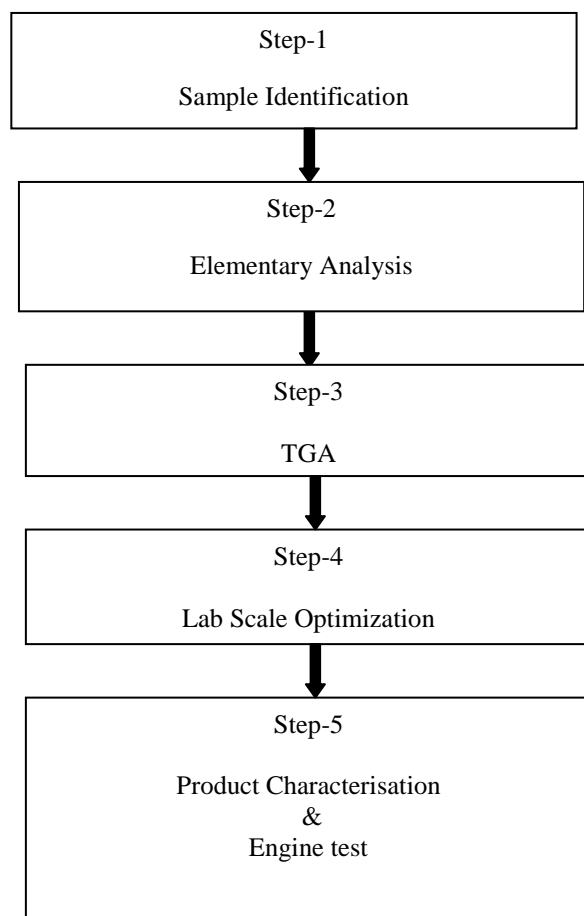 Step-1
Sample Identification
Step-2
Elementary Analysis
Step-3
TGA
Step-4
Lab Scale Optimization
Step-5
Product Characterisation
&
Engine test